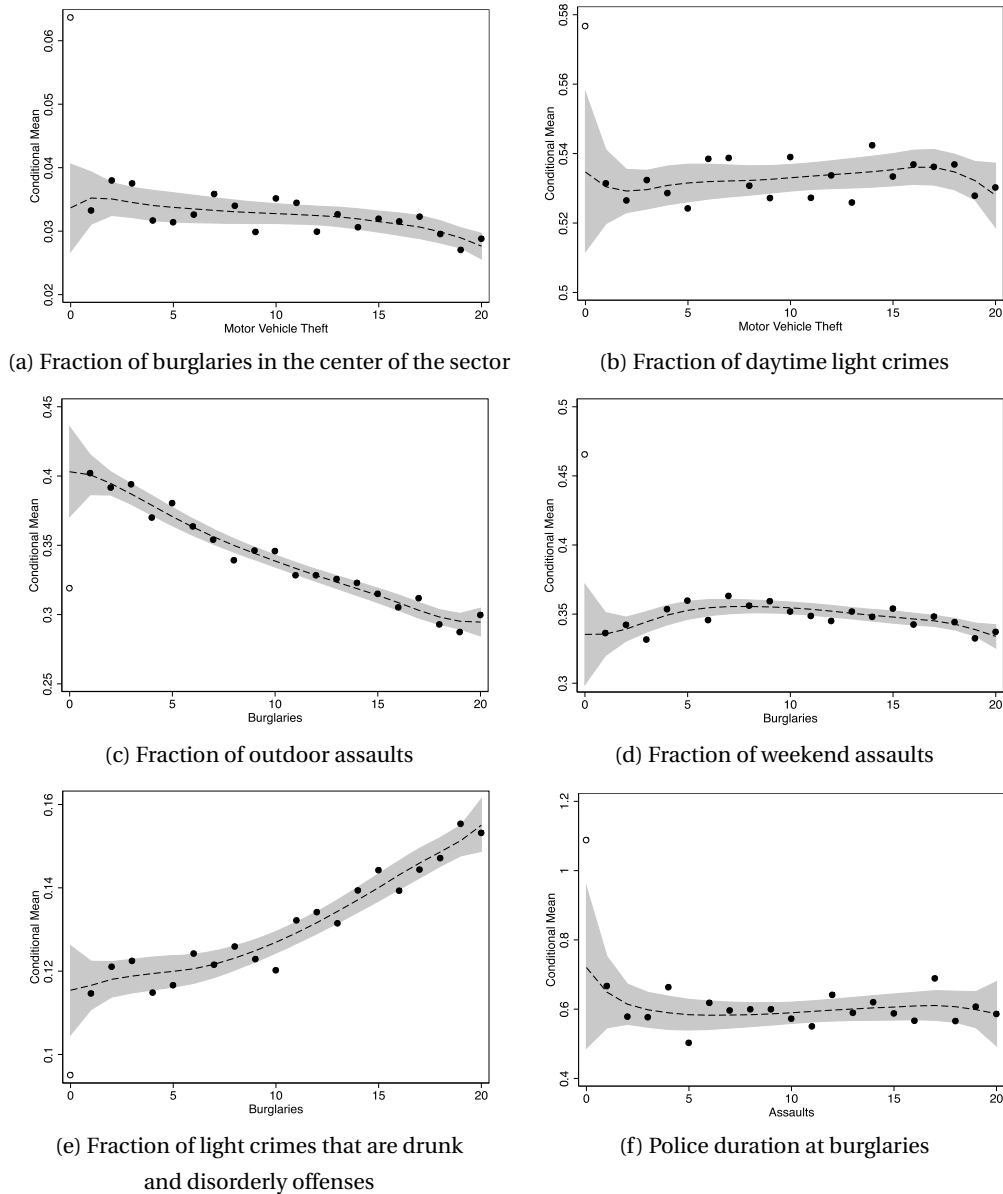 0.06
0.05
0.04
0.03
0.02
Conditional Mean
0 5 10 15 20
Motor Vehicle Theft
(a) Fraction of burglaries in the center of the sector
0.58
0.56
0.54
0.52
0.5
Conditional Mean
0 5 10 15 20
Motor Vehicle Theft
(b) Fraction of daytime light crimes
0.45
0.4
0.35
0.3
0.25
Conditional Mean
0 5 10 15 20
Burglaries
(c) Fraction of outdoor assaults
0.5
0.45
0.4
0.35
0.3
Conditional Mean
0 5 10 15 20
Burglaries
(d) Fraction of weekend assaults
0.16
0.14
0.12
0.1
Conditional Mean
0 5 10 15 20
Burglaries
(e) Fraction of light crimes that are drunk
and disorderly offenses
1.2
1
0.8
0.6
0.4
Conditional Mean
0 5 10 15 20
Assaults
(f) Police duration at burglaries